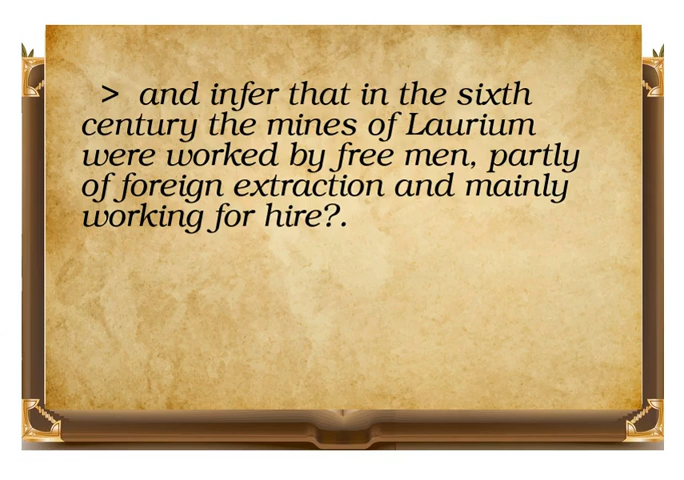 > and infer that in the sixth
century the mines of Laurium
were worked by free men, partly
of foreign extraction and mainly
working for hire?.